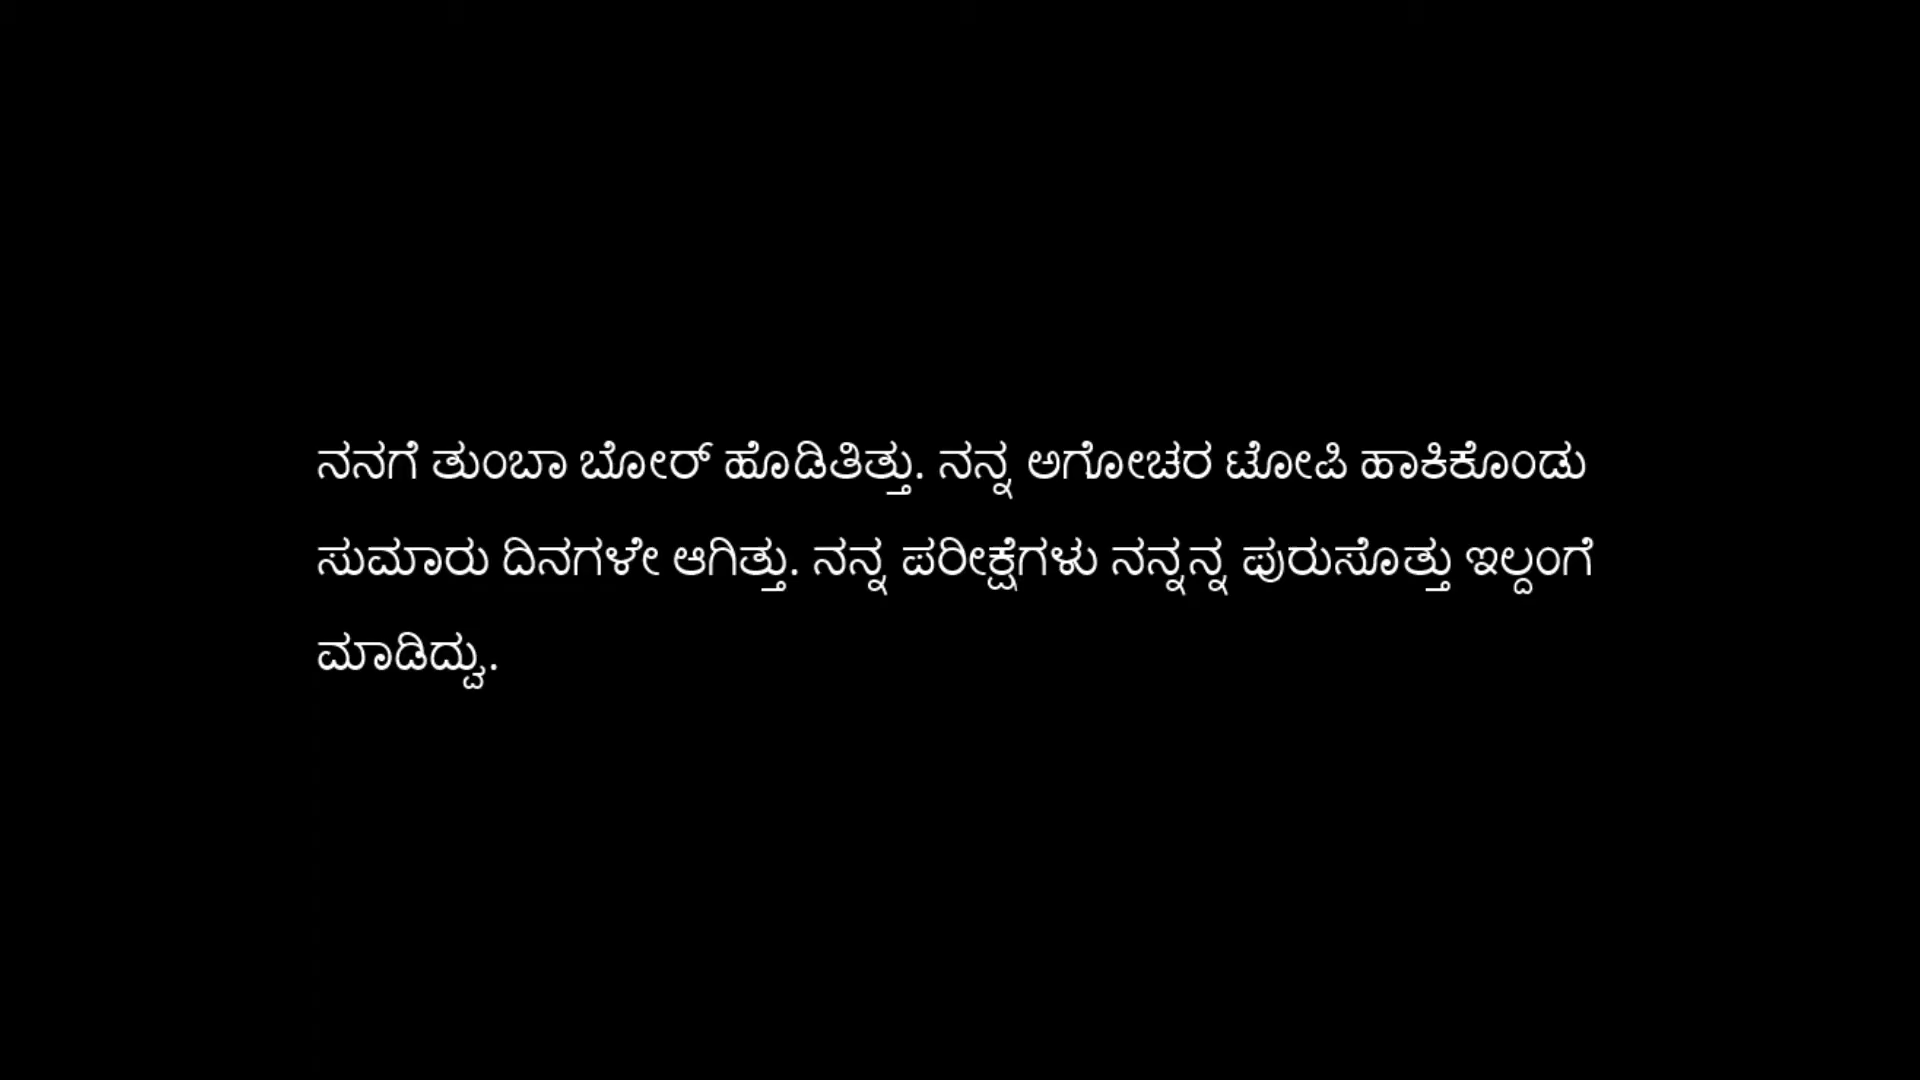 ನನಗೆ ತುಂಬಾ ಬೋರ್ ಹೊಡಿತಿತ್ತು. ನನ್ನ ಅಗೋಚರ ಟೋಪಿ ಹಾಕಿಕೊಂಡು
ಸುಮಾರು ದಿನಗಳೇ ಆಗಿತ್ತು. ನನ್ನ ಪರೀಕ್ಷೆಗಳು ನನ್ನನ್ನ ಪುರುಸೊತ್ತು ಇಲ್ದಂಗೆ
ಮಾಡಿದ್ವು.